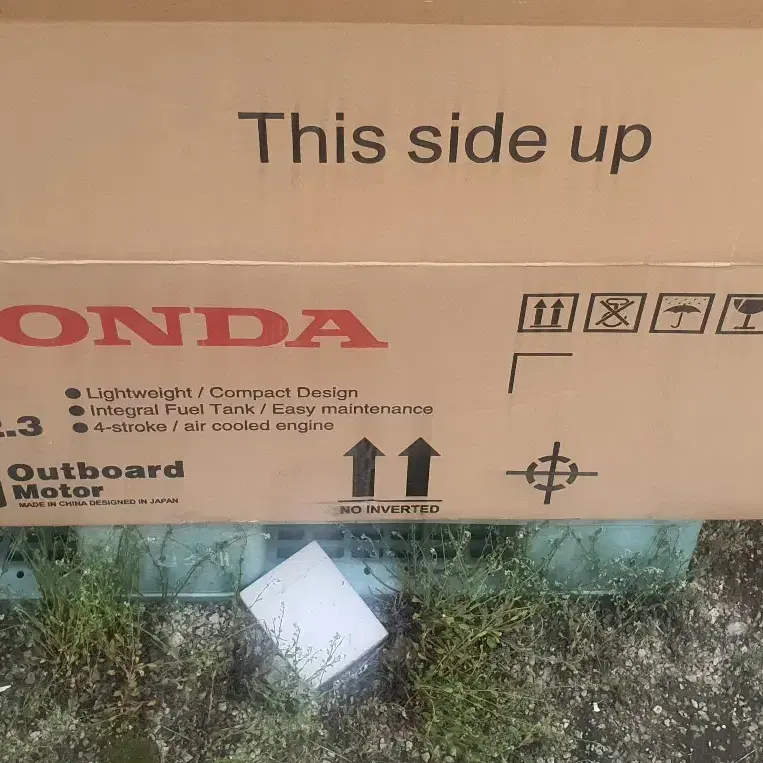 This side up
ONDA
Lightweight / Compact Design
Integral Fuel Tank / Easy maintenance
.3
4-stroke / air cooled engine
Outboard
Motor
MADE IN CHINA DESIGNED IN JAPAN
NO INVERTED